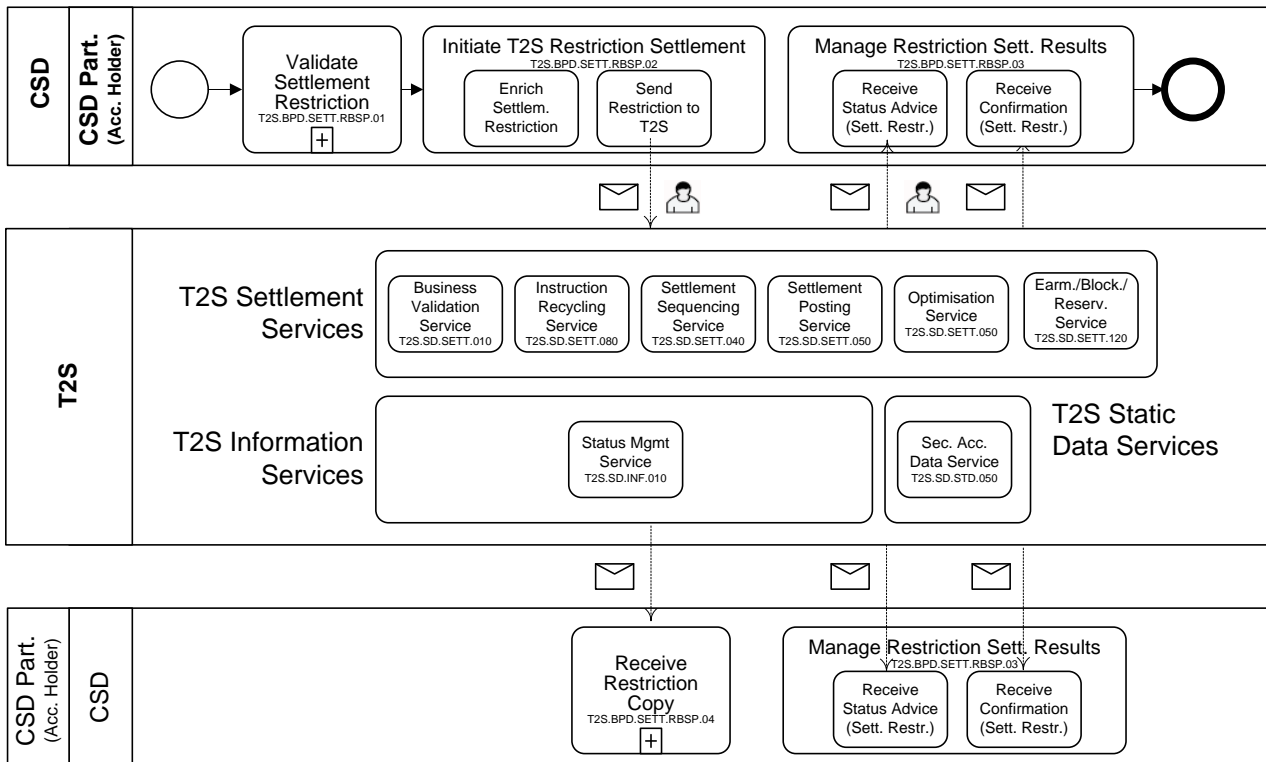 CSD
CSD Part.
(Acc. Holder)
Validate
Settlement
Restriction
T2S.BPD.SETT.RBSP.01
+
Initiate T2S Restriction Settlement
T2S.BPD.SETT.RBSP.02
Enrich
Settlem.
Restriction
Send
Restriction to
T2S
Manage Restriction Sett. Results
T2S.BPD.SETT.RBSP.03
Receive
Status Advice
(Sett. Restr.)
Receive
Confirmation
(Sett. Restr.)
T2S
T2S Settlement
Services
Business
Validation
Service
T2S.SD.SETT.010
Instruction
Recycling
Service
T2S.SD.SETT.080
Settlement
Sequencing
Service
T2S.SD.SETT.040
Settlement
Posting
Service
T2S.SD.SETT.050
Optimisation
Service
T2S.SD.SETT.050
Earm./Block./
Reserv.
Service
T2S.SD.SETT.120
T2S Information
Services
Status Mgmt
Service
T2S.SD.INF.010
Sec. Acc.
Data Service
T2S.SD.STD.050
T2S Static
Data Services
CSD Part.
(Acc. Holder)
CSD
Receive
Restriction
Copy
T2S.BPD.SETT.RBSP.04
+
Manage Restriction Sett. Results
T2S.BPD.SETT.RBSP.03
Receive
Status Advice
(Sett. Restr.)
Receive
Confirmation
(Sett. Restr.)